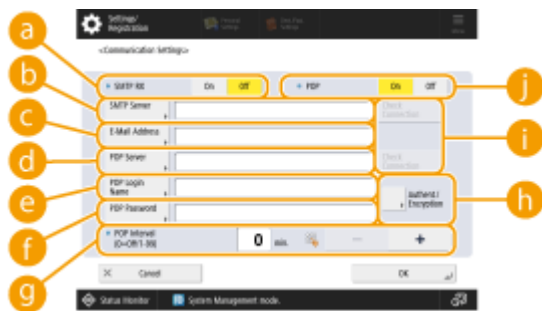 Settings/
Registration
Personal
Settings
<Communication Settings>
a
SMTP RX
On
Off
POP
On
Off
j
b
SMTP Server
Check
Connection
c
E-Mail Address
i
d
POP Server
Check
Connection
e
POP Login
Name
Authent./
Encryption
h
f
POP Password
g
POP Interval
(0=Off/1-99)
0
min.
−
+
× Cancel
OK
Status Monitor
System Management mode.